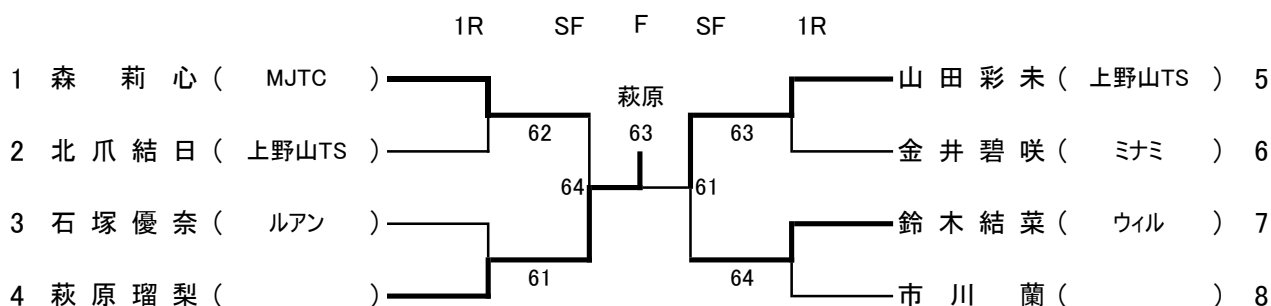 1R SF F SF 1R
1 森 莉 心 ( MJTC ) 山 田 彩 未 ( 上野山TS ) 5
萩原
62 63 63
2 北 爪 結 日 ( 上野山TS ) 金 井 碧 咲 ( ミナミ ) 6
64 61
3 石 塚 優 奈 ( ルアン ) 鈴 木 結 菜 ( ウィル ) 7
61 64
4 萩 原 瑠 梨 ( ) 市 川 蘭 ( ) 8